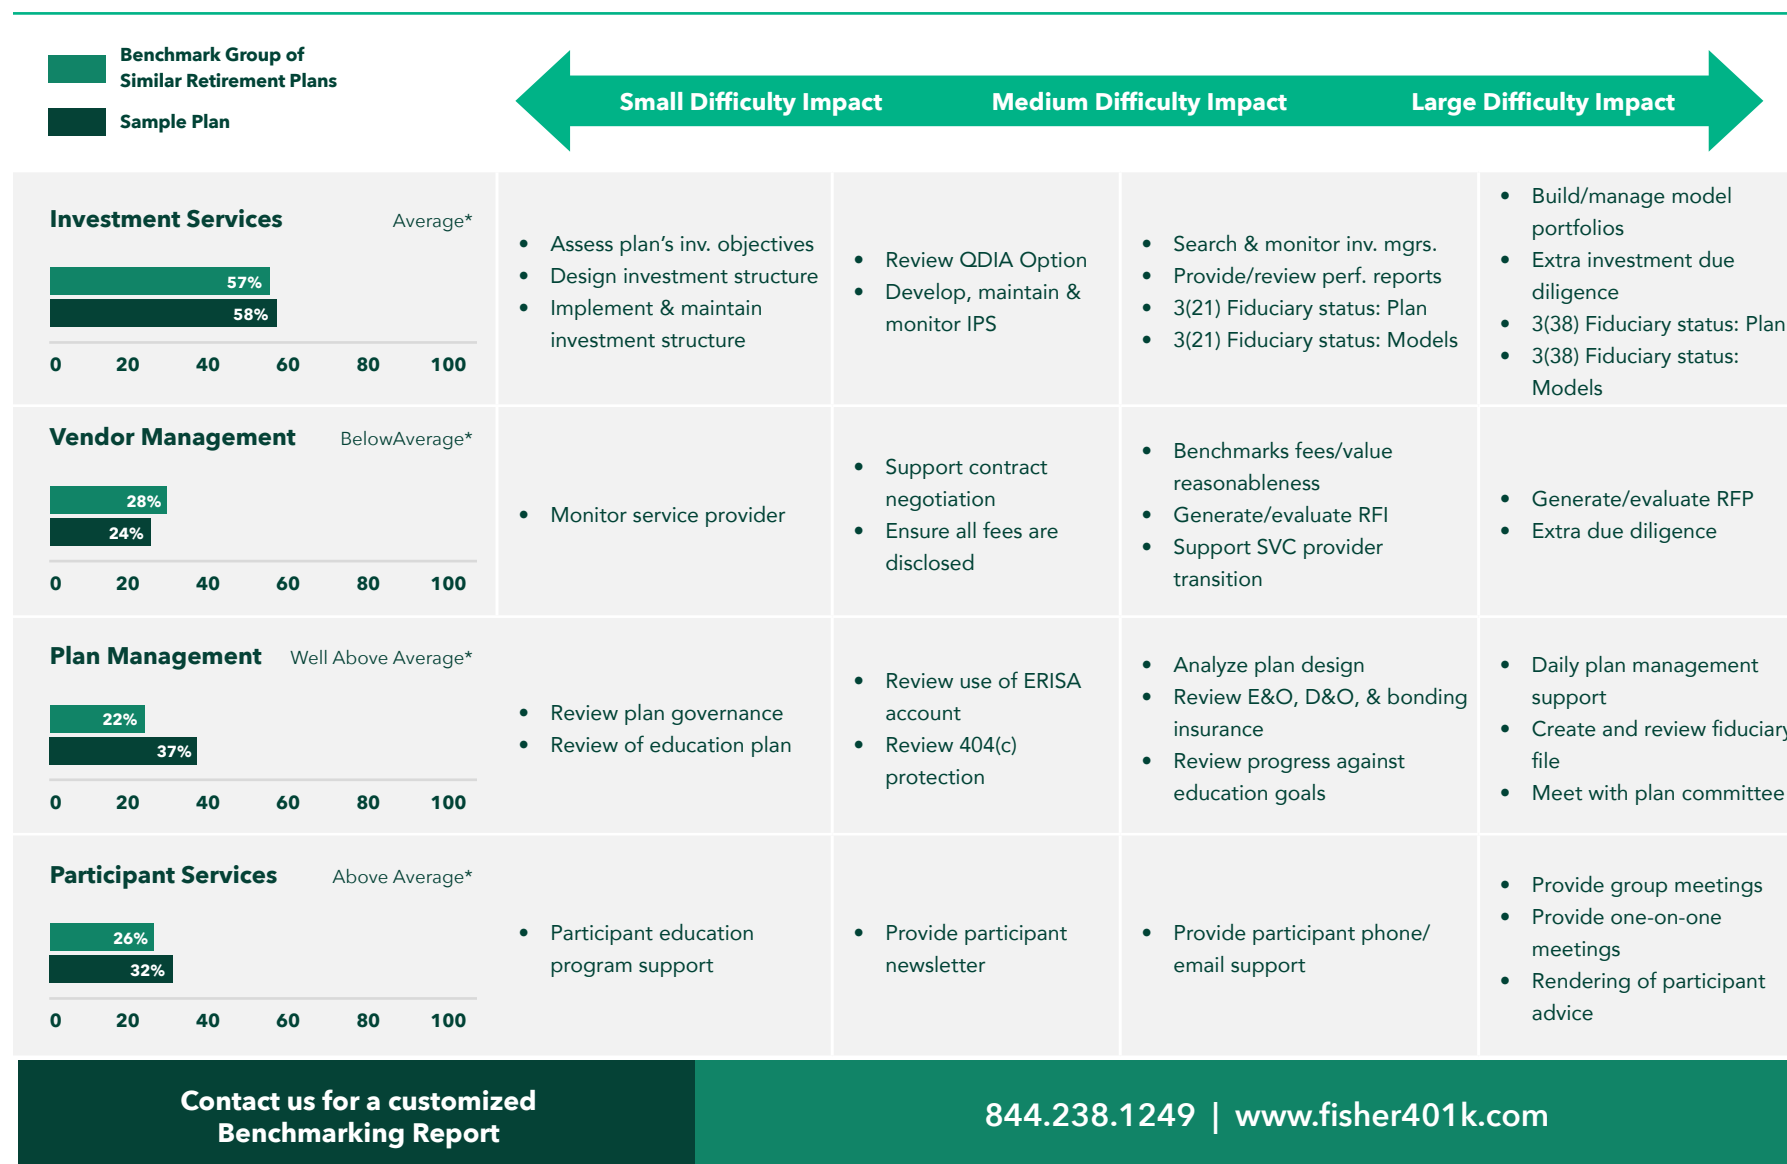 Benchmark Group of
Similar Retirement Plans
Sample Plan
Small Difficulty Impact
Medium Difficulty Impact
Large Difficulty Impact
Investment Services
Average*
57%
58%
0 20 40 60 80 100
• Assess plan's inv. objectives
• Design investment structure
• Implement & maintain
investment structure
• Review QDIA Option
• Develop, maintain &
monitor IPS
• Search & monitor inv. mgrs.
• Provide/review perf. reports
• 3(21) Fiduciary status: Plan
• 3(21) Fiduciary status: Models
• Build/manage model
portfolios
• Extra investment due
diligence
• 3(38) Fiduciary status: Plan
• 3(38) Fiduciary status:
Models
Vendor Management
BelowAverage*
28%
24%
0 20 40 60 80 100
• Monitor service provider
• Support contract
negotiation
• Ensure all fees are
disclosed
• Benchmarks fees/value
reasonableness
• Generate/evaluate RFI
• Support SVC provider
transition
• Generate/evaluate RFP
• Extra due diligence
Plan Management
Well Above Average*
22%
37%
0 20 40 60 80 100
• Review plan governance
• Review of education plan
• Review use of ERISA
account
• Review 404(c)
protection
• Analyze plan design
• Review E&O, D&O, & bonding
insurance
• Review progress against
education goals
• Daily plan management
support
• Create and review fiduciary
file
• Meet with plan committee
Participant Services
Above Average*
26%
32%
0 20 40 60 80 100
• Participant education
program support
• Provide participant
newsletter
• Provide participant phone/
email support
• Provide group meetings
• Provide one-on-one
meetings
• Rendering of participant
advice
Contact us for a customized
Benchmarking Report
844.238.1249 | www.fisher401k.com